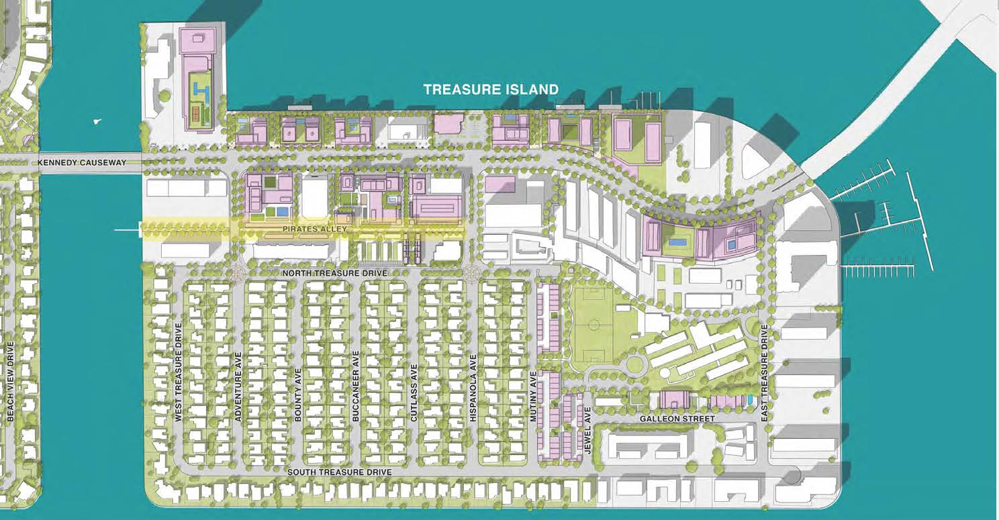 TREASURE ISLAND
KENNEDY CAUSEWAY
PIRATES ALLEY
NORTH TREASURE DRIVE
BEACH VIEW DRIVE
WEST TREASURE DRIVE
ADVENTURE AVE
BOUNTY AVE
BUCCANEER AVE
CUTLASS AVE
HISPANOLA AVE
MUTINY AVE
JEWEL AVE
EAST TREASURE DRIVE
GALLEON STREET
SOUTH TREASURE DRIVE